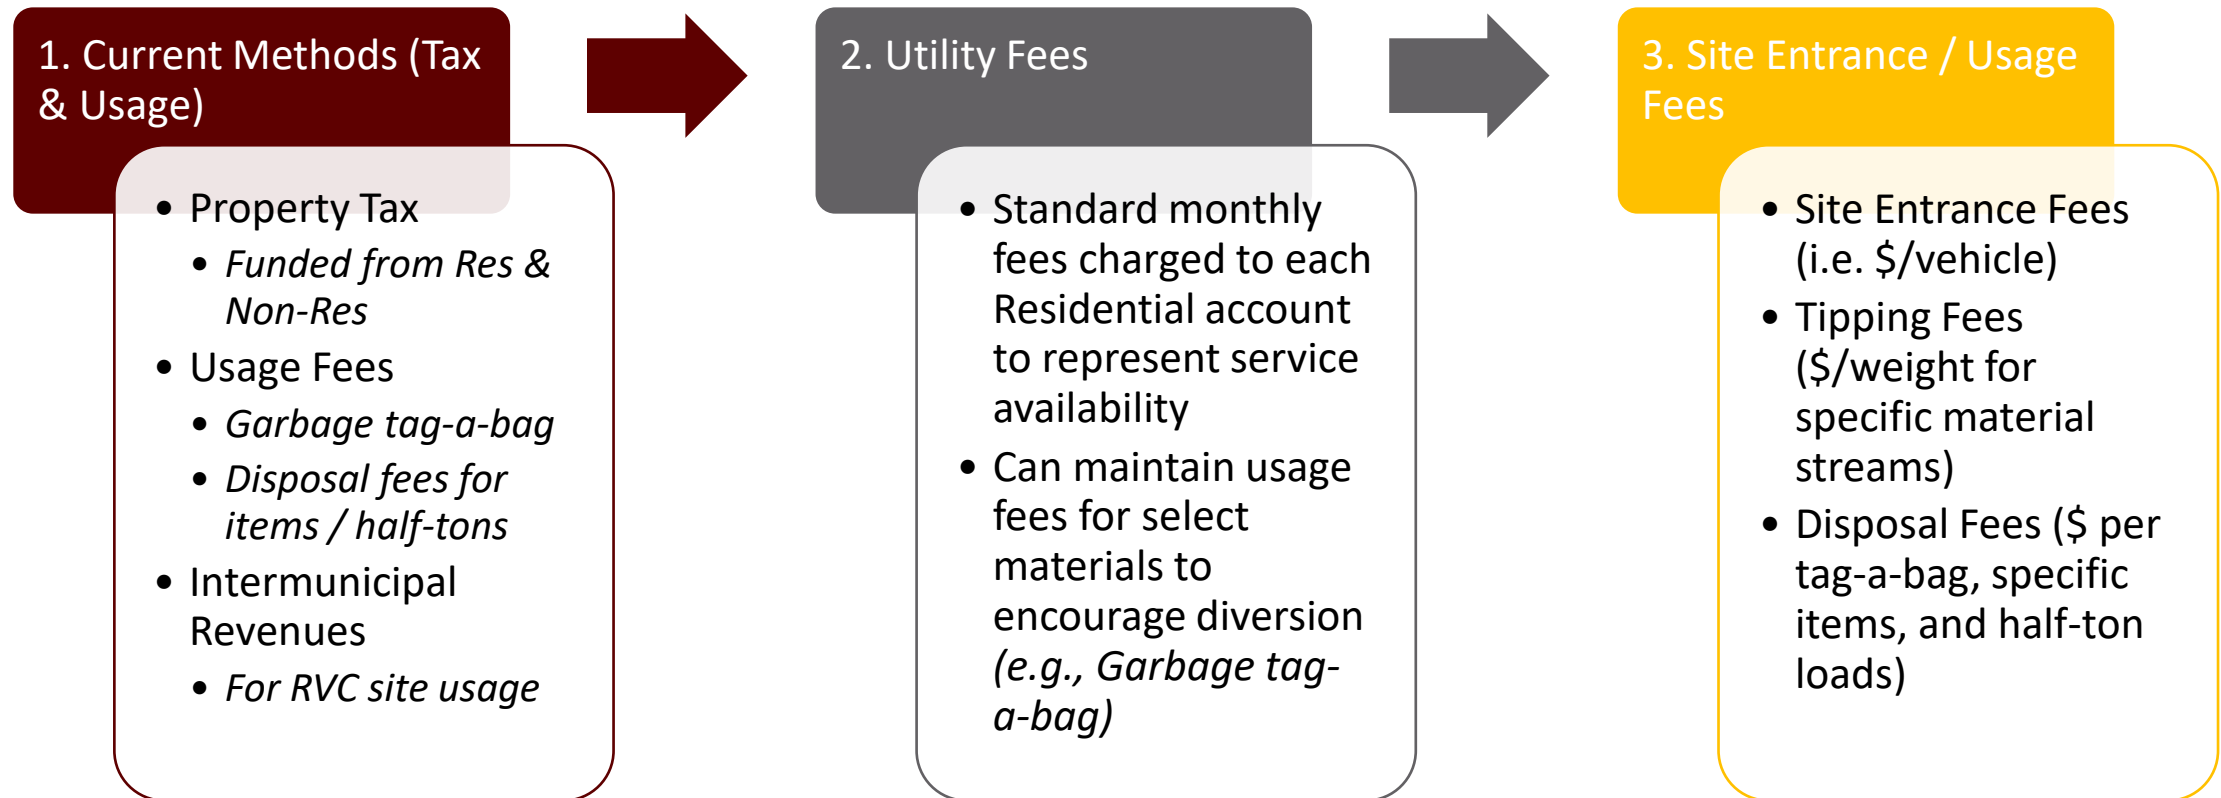 1. Current Methods (Tax
& Usage)
• Property Tax
• Funded from Res &
Non-Res
• Usage Fees
• Garbage tag-a-bag
• Disposal fees for
items / half-tons
• Intermunicipal
Revenues
• For RVC site usage
2. Utility Fees
• Standard monthly
fees charged to each
Residential account
to represent service
availability
• Can maintain usage
fees for select
materials to
encourage diversion
(e.g., Garbage tag-
a-bag)
3. Site Entrance / Usage
Fees
• Site Entrance Fees
(i.e. $/vehicle)
• Tipping Fees
($/weight for
specific material
streams)
• Disposal Fees ($ per
tag-a-bag, specific
items, and half-ton
loads)